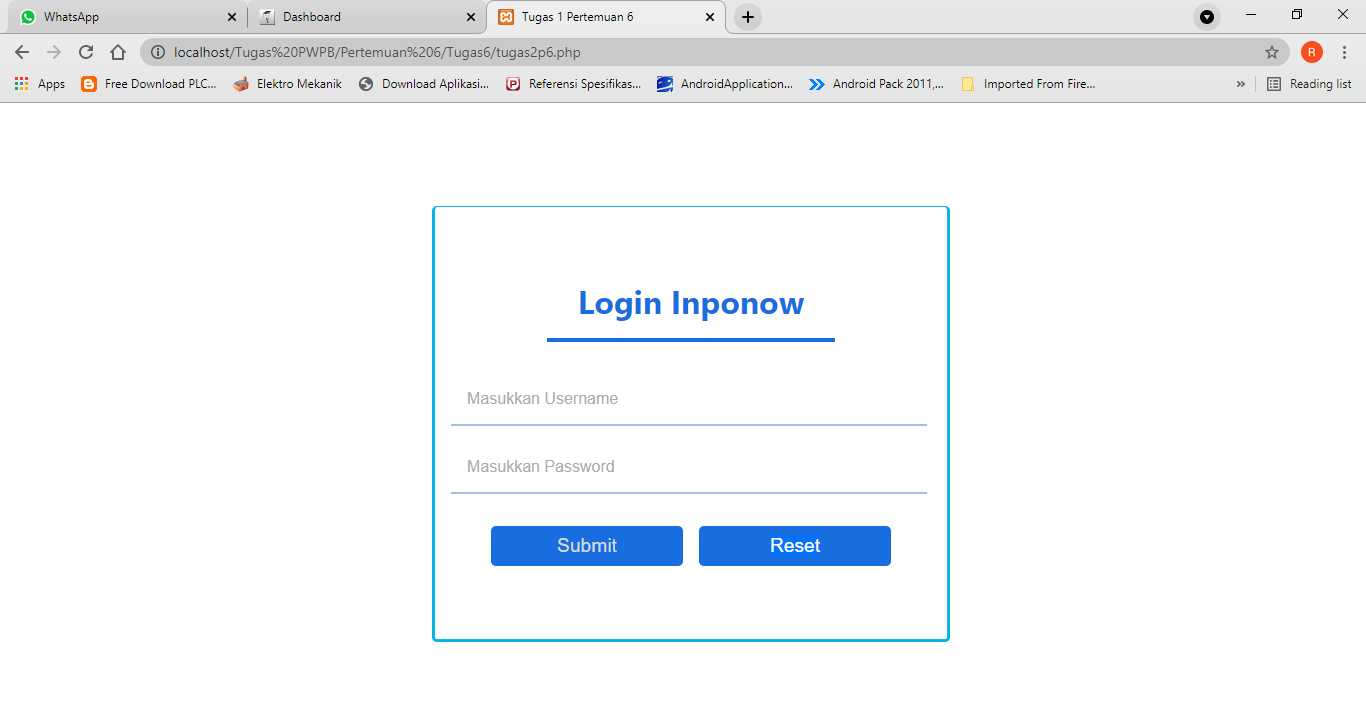 WhatsApp
Dashboard
Tugas 1 Pertemuan 6
localhost/Tugas%20PWPB/Pertemuan%206/Tugas6/tugas2p6.php
R
Apps
Free Download PLC...
Elektro Mekanik
Download Aplikasi...
Referensi Spesifikas...
AndroidApplication...
Android Pack 2011,...
Imported From Fire...
Reading list
Login Inponow
Masukkan Username
Masukkan Password
Submit Reset